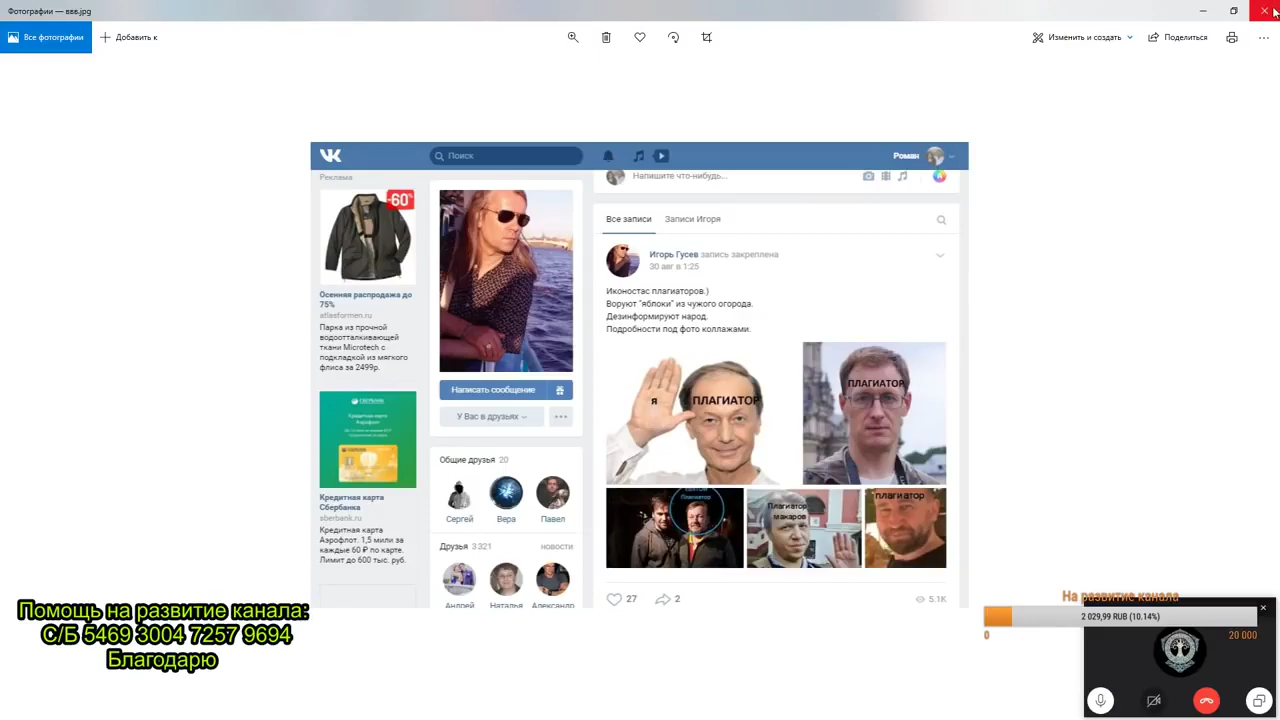 Фотографии — ввв.jpg
Все фотографии
Добавить к
Изменить и создать
Поделиться
Поиск
Роман
Реклама
-60%
Осенняя распродажа до
75%
atlasformen.ru
Парка из прочной
водоотталкивающей
ткани Microtech с
подкладкой из мягкого
флиса за 2499р.
СБЕРБАНК
Кредитная карта
Сбербанка
sberbank.ru
Кредитная карта
Аэрофлот. 1,5 мили за
каждые 60 ₽ по карте.
Лимит до 600 тыс. руб.
Написать сообщение
У Вас в друзьях
Общие друзья 20
Сергей
Вера
Павел
Друзья 3 321
новости
Андрей
Наталья
Александр
Напишите что-нибудь...
Все записи
Записи Игоря
Игорь Гусев запись закреплена
30 авг в 1:25
Иконостас плагиаторов.)
Воруют "яблоки" из чужого огорода.
Дезинформируют народ.
Подробности под фото коллажами.
я
ПЛАГИАТОР
ПЛАГИАТОР
Плагиатор
Плагиатор
макаров
плагиатор
27
2
5.1K
Помощь на развитие канала:
С/Б 5469 3004 7257 9694
Благодарю
На развитие канала
2 029,99 RUB (10.14%)
0
20 000